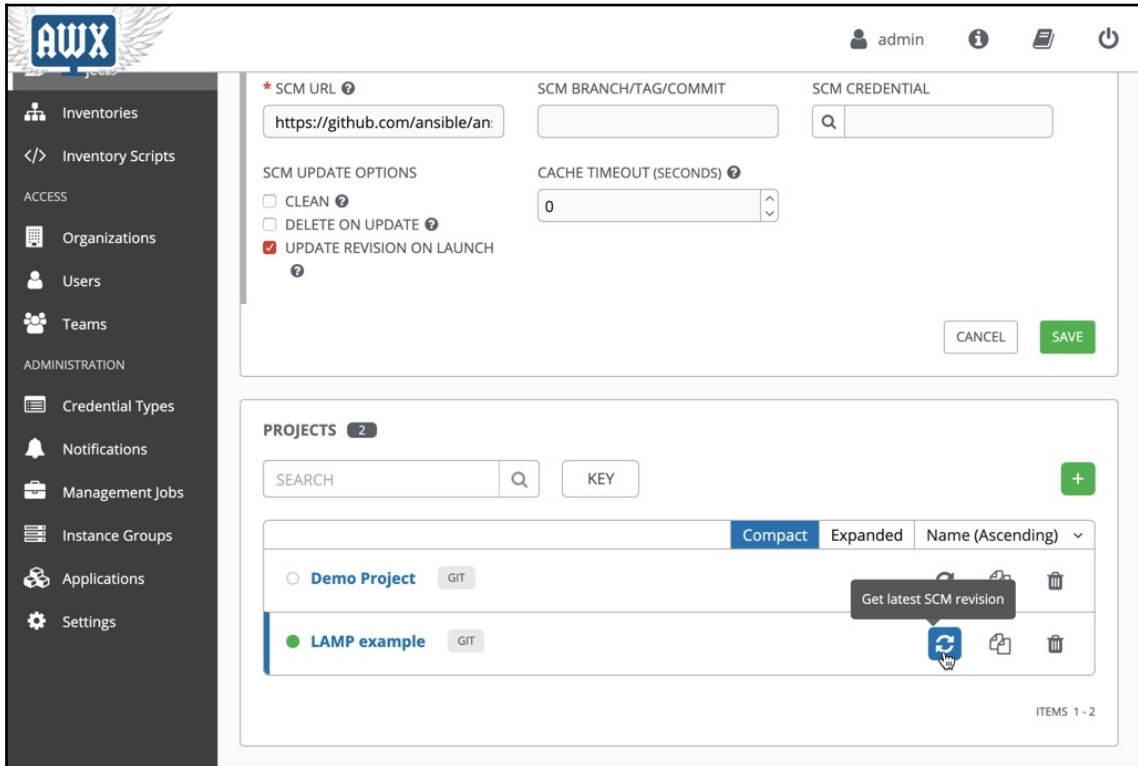 AWX
admin
Projects
Inventories
Inventory Scripts
ACCESS
Organizations
Users
Teams
ADMINISTRATION
Credential Types
Notifications
Management Jobs
Instance Groups
Applications
Settings
* SCM URL
https://github.com/ansible/an
SCM BRANCH/TAG/COMMIT
SCM CREDENTIAL
SCM UPDATE OPTIONS
CLEAN
DELETE ON UPDATE
UPDATE REVISION ON LAUNCH
CACHE TIMEOUT (SECONDS)
0
CANCEL SAVE
PROJECTS 2
SEARCH KEY +
Compact Expanded Name (Ascending)
Demo Project GIT
Get latest SCM revision
LAMP example GIT
ITEMS 1 - 2